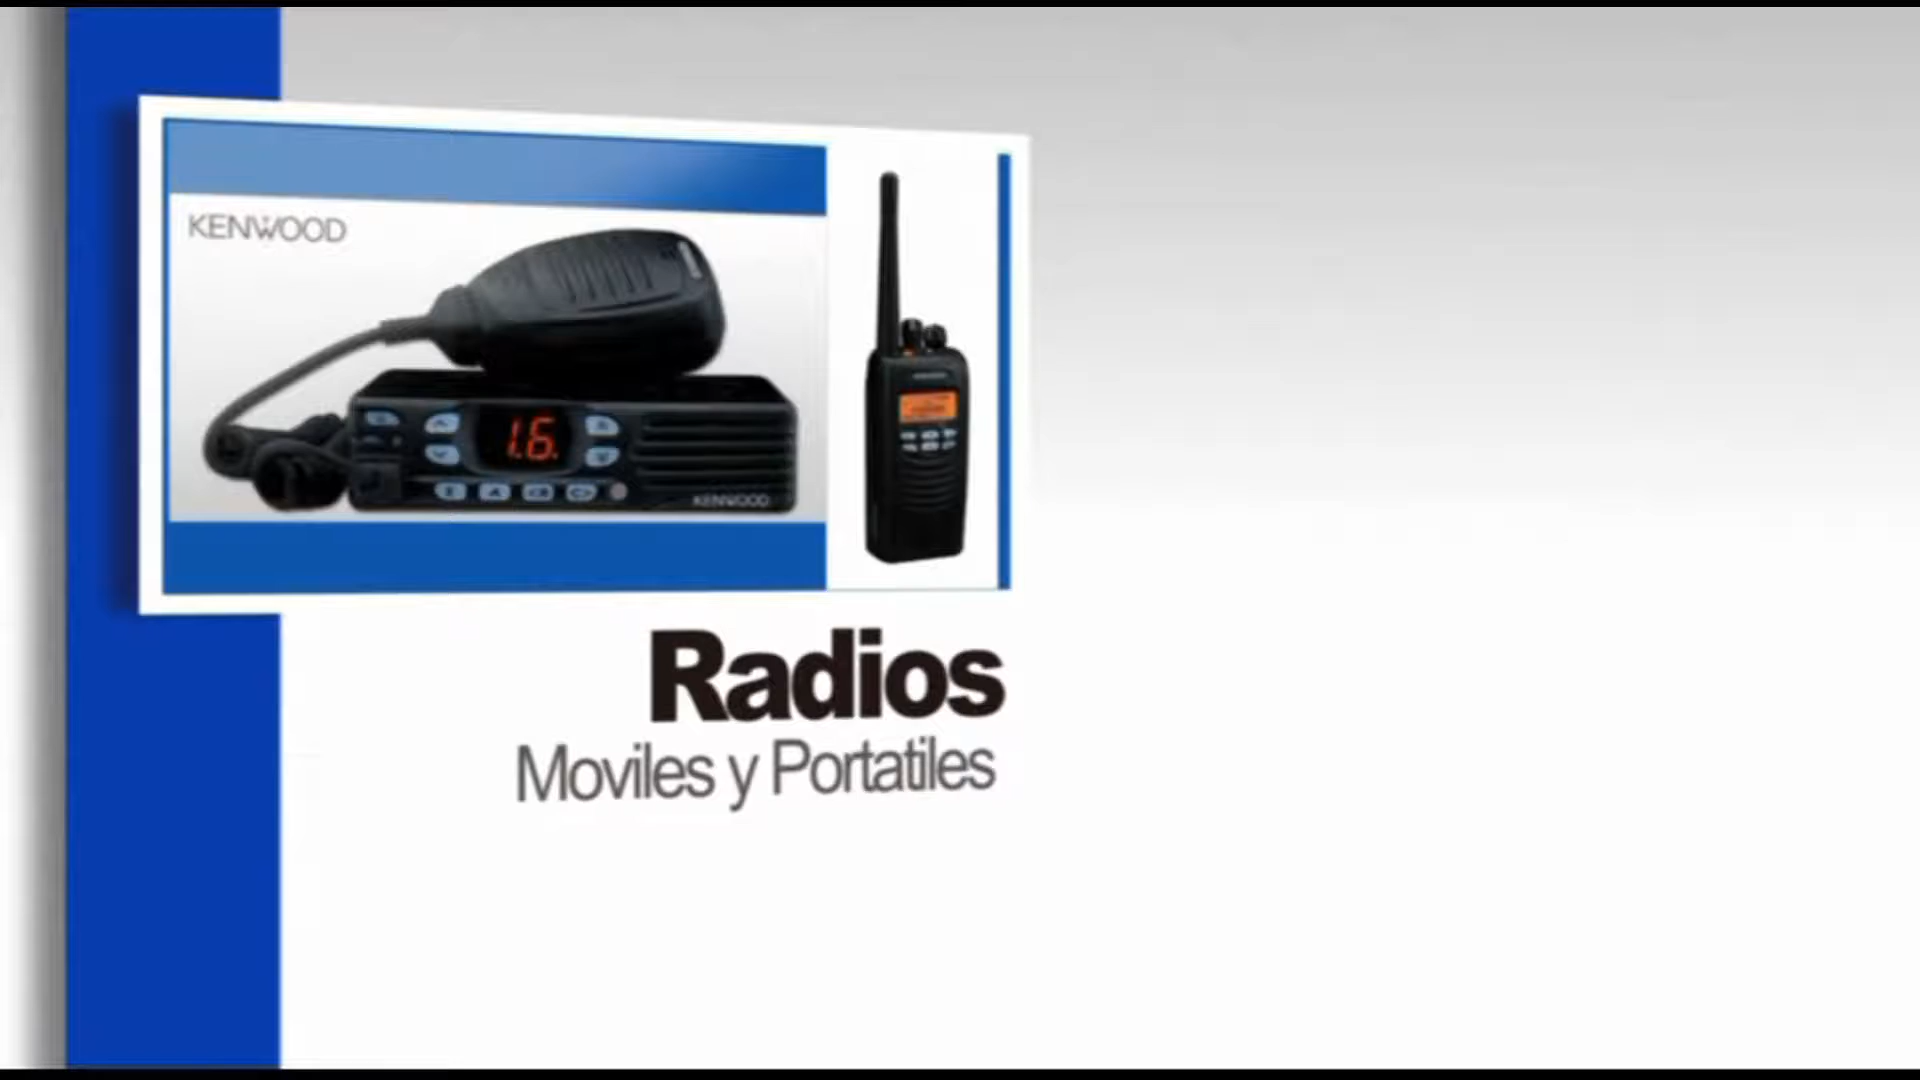 KENWOOD
1.6.
KENWOOD
Radios
Moviles y Portatiles